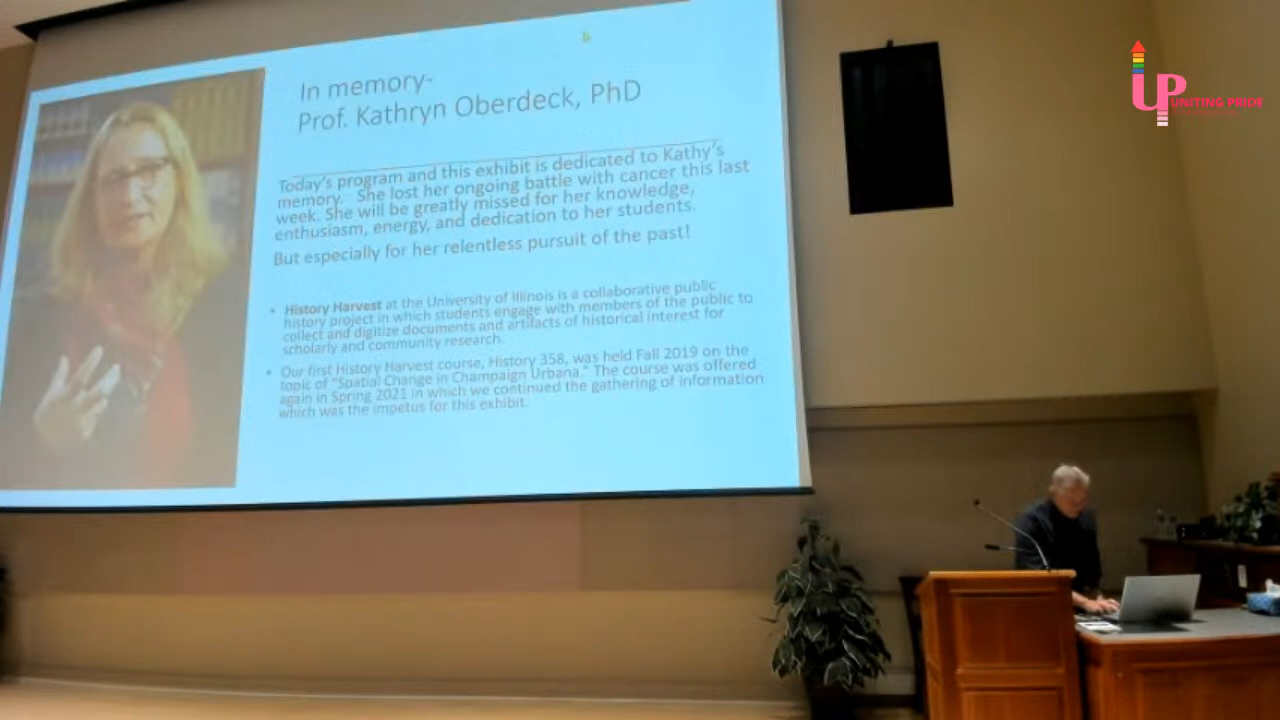 In memory-
Prof. Kathryn Oberdeck, PhD
Today's program and this exhibit is dedicated to Kathy's
memory. She lost her ongoing battle with cancer this last
week. She will be greatly missed for her knowledge,
enthusiasm, energy, and dedication to her students.
But especially for her relentless pursuit of the past!
• History Harvest at the University of Illinois is a collaborative public
history project in which students engage with members of the public to
collect and digitize documents and artifacts of historical interest for
scholarly and community research.
• Our first History Harvest course, History 358, was held Fall 2019 on the
topic of "Spatial Change in Champaign Urbana." The course was offered
again in Spring 2021 in which we continued the gathering of information
which was the impetus for this exhibit.
UP
UNITING PRIDE